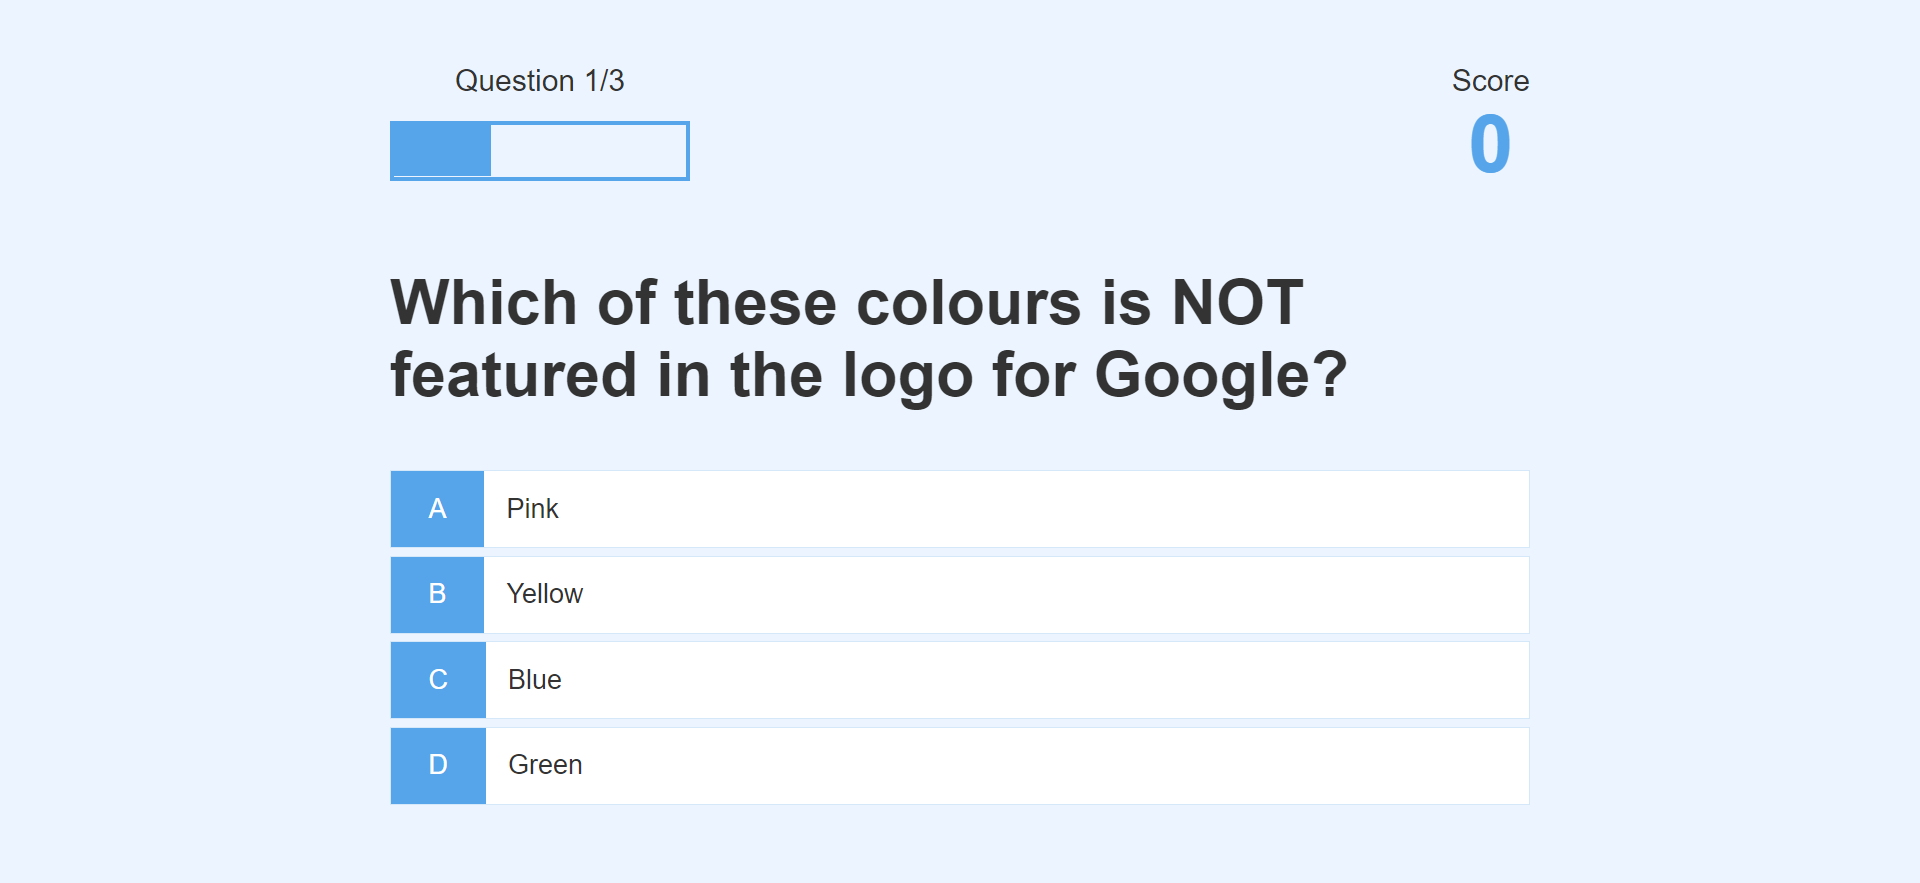 Question 1/3
Score
0
Which of these colours is NOT
featured in the logo for Google?
A Pink
B Yellow
C Blue
D Green